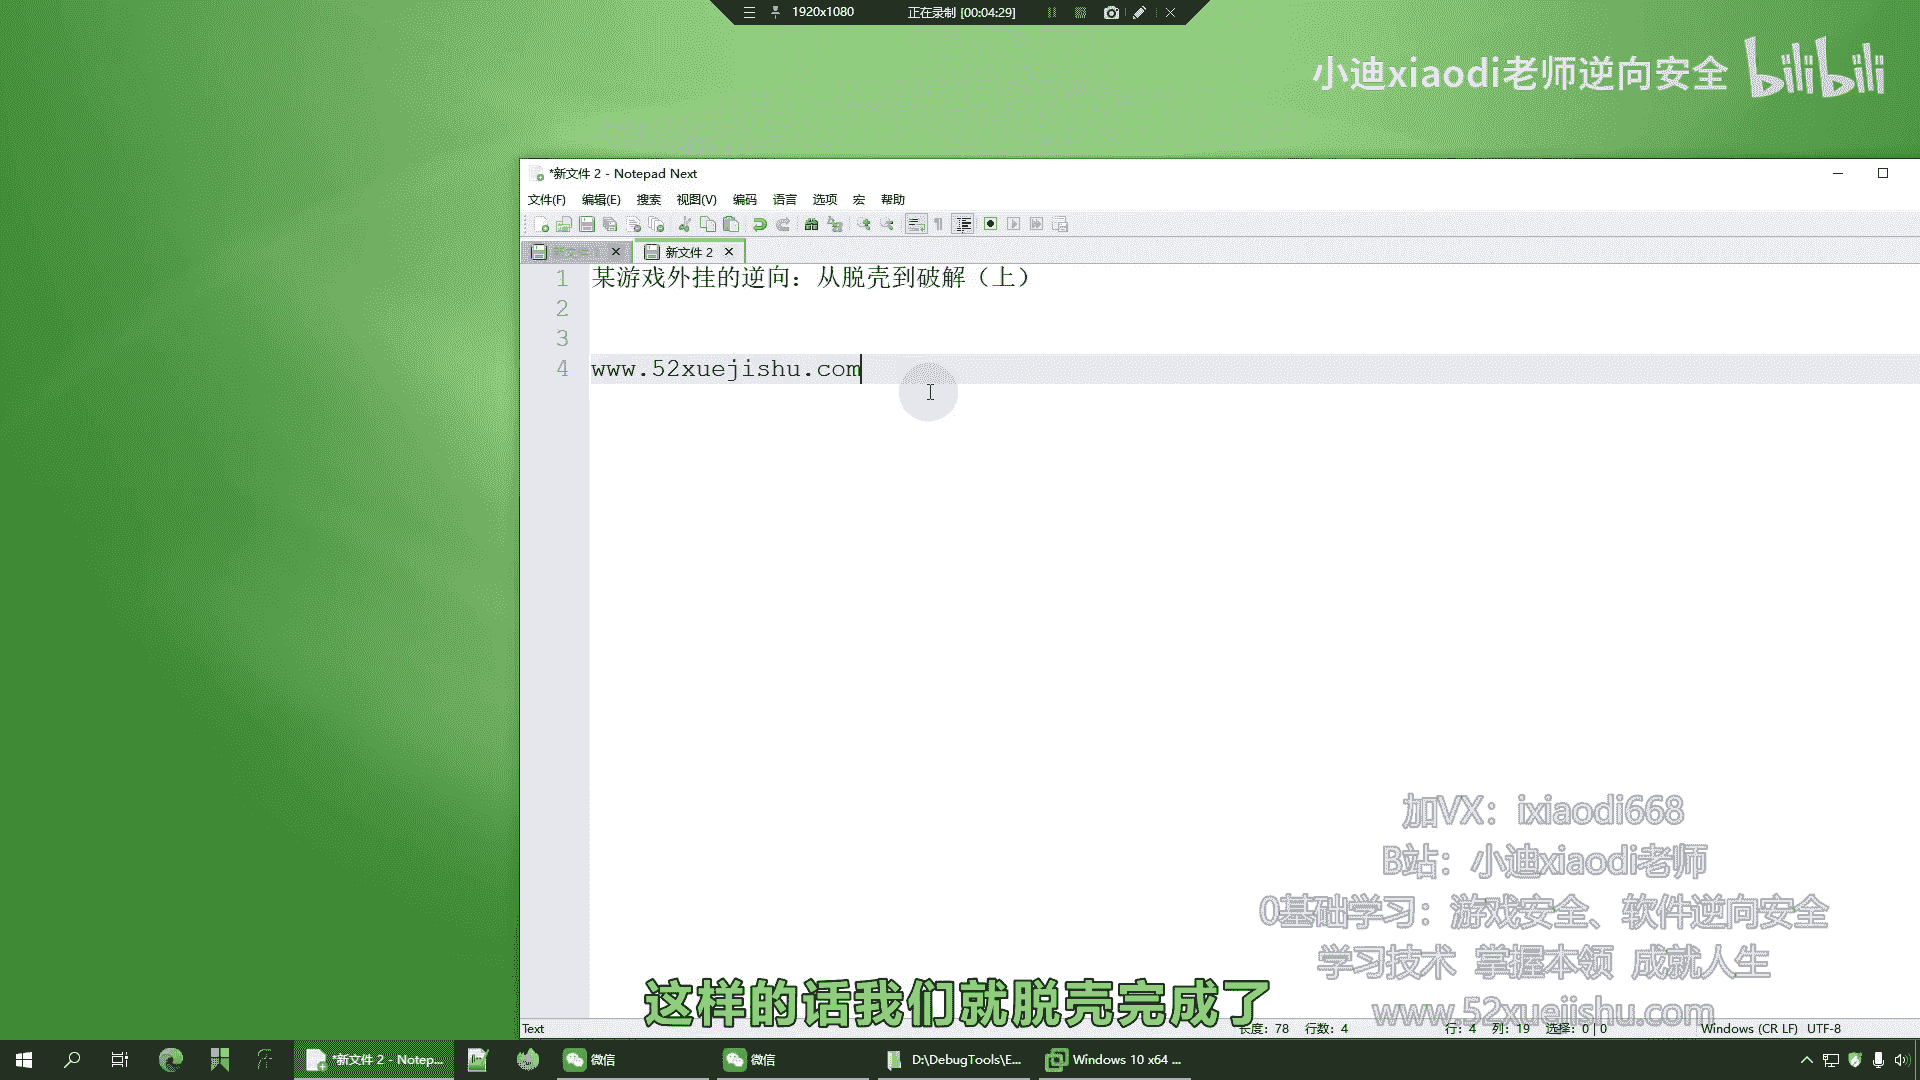 1920x1080 正在录制 [00:04:29]
小迪xiaodi老师逆向安全 bilibili
*新文件 2 - Notepad Next
文件(F) 编辑(E) 搜索 视图(V) 编码 语言 选项 宏 帮助
新文件 2
1 某游戏外挂的逆向：从脱壳到破解（上）
2
3
4 www.52xuejishu.com
加VX：ixiaodi668
B站：小迪xiaodi老师
0基础学习：游戏安全、软件逆向安全
学习技术 掌握本领 成就人生
www.52xuejishu.com
这样的话我们就脱壳完成了
Text 长度：78 行数：4 行：4 列：19 选择：0 | 0 Windows (CR LF) UTF-8
*新文件 2 - Notep... 微信 微信 D:\DebugTools\E... Windows 10 x64 ...